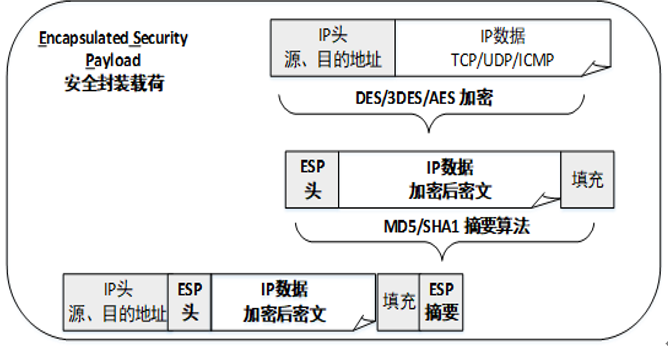 Encapsulated Security
Payload
安全封装载荷
IP头
源、目的地址
IP数据
TCP/UDP/ICMP
DES/3DES/AES 加密
ESP
头
IP数据
加密后密文
填充
MD5/SHA1 摘要算法
IP头
源、目的地址
ESP
头
IP数据
加密后密文
填充
ESP
摘要